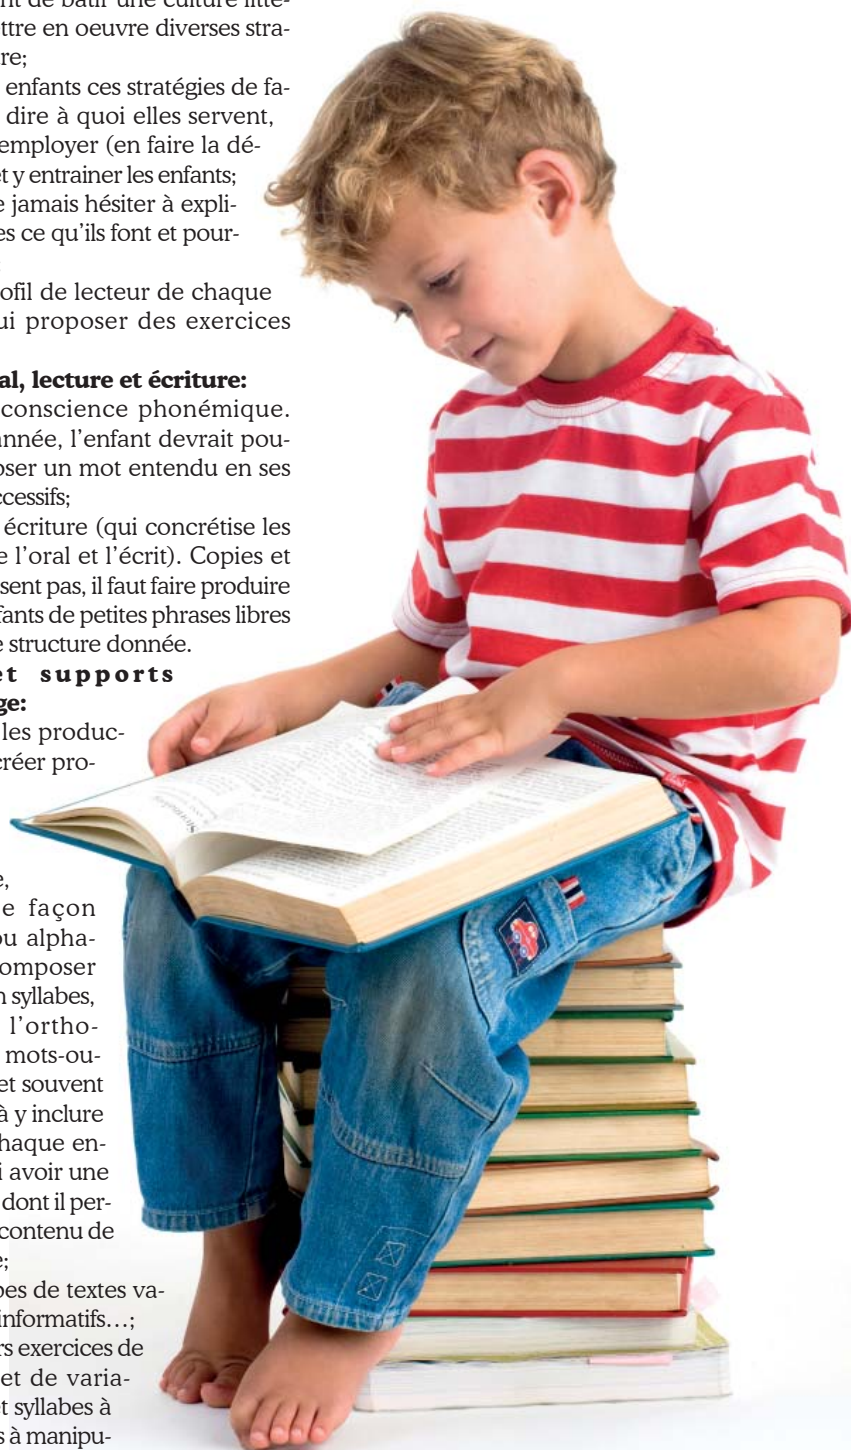 nt de bâtir une culture litté-
ettre en oeuvre diverses stra-
re;
enfants ces stratégies de fa-
dire à quoi elles servent,
employer (en faire la dé-
et y entrainer les enfants;
e jamais hésiter à expli-
es ce qu'ils font et pour-
ofil de lecteur de chaque
ui proposer des exercices
al, lecture et écriture:
conscience phonémique.
année, l'enfant devrait pou-
oser un mot entendu en ses
ccessifs;
écriture (qui concrétise les
e l'oral et l'écrit). Copies et
sent pas, il faut faire produire
fants de petites phrases libres
e structure donnée.
et supports
ge:
les produc-
créer pro-
e,
e façon
ou alpha-
omposer
n syllabes,
l'ortho-
mots-ou-
et souvent
à y inclure
haque en-
i avoir une
dont il per-
contenu de
e;
pes de textes va-
informatifs...;
rs exercices de
et de varia-
et syllabes à
s à manipu-